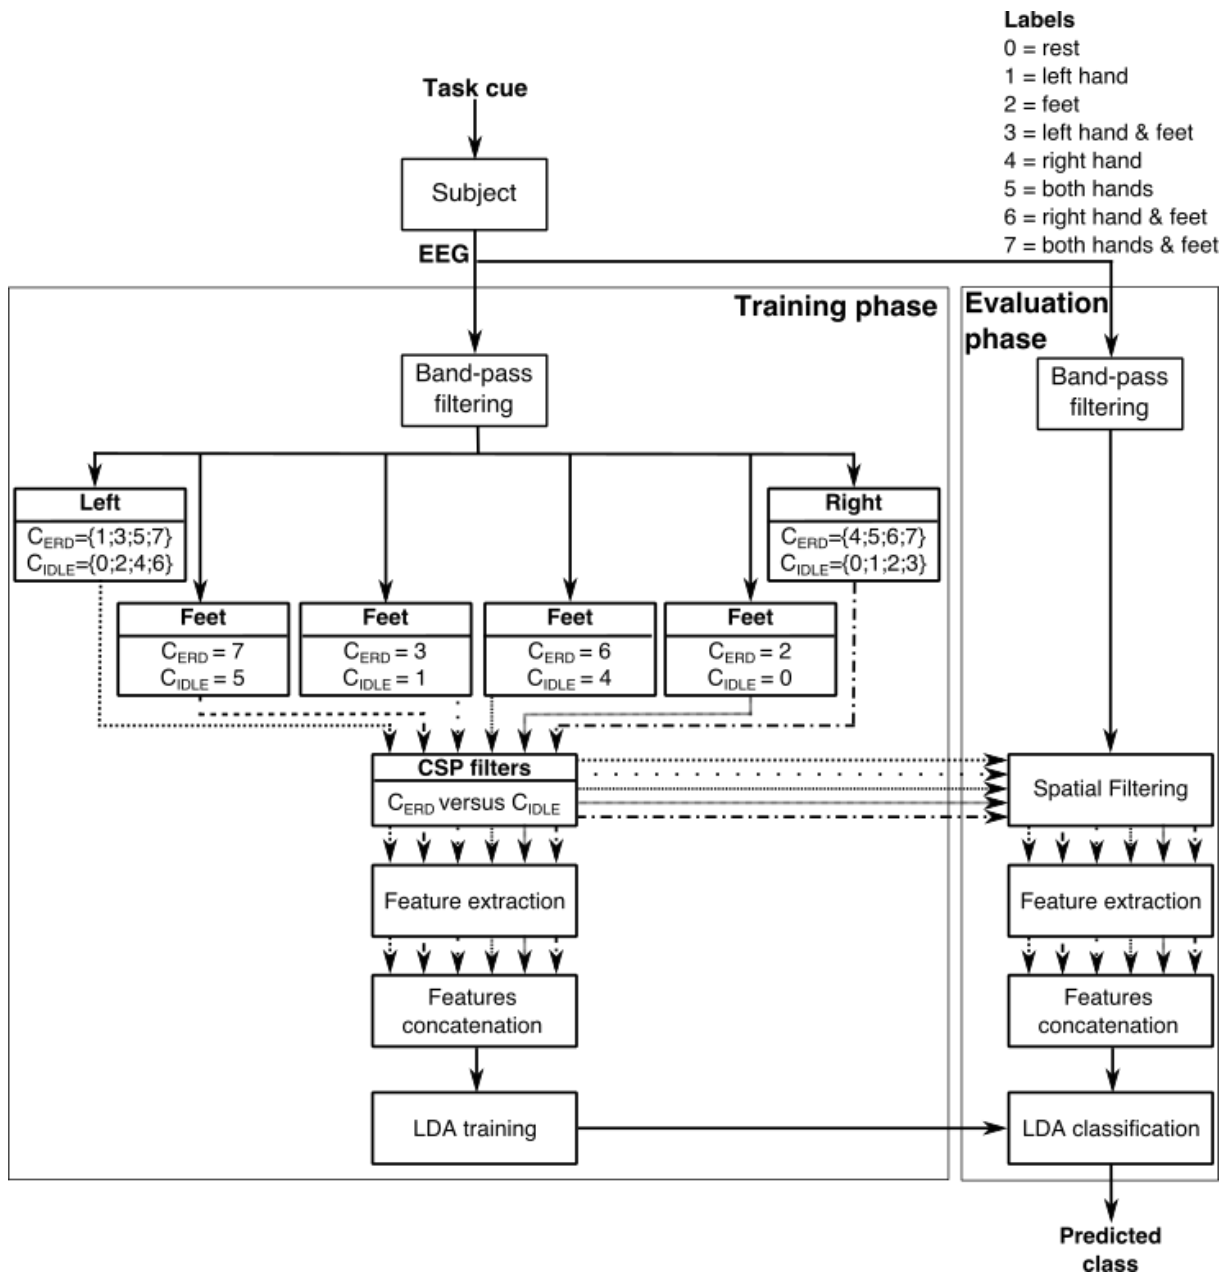 Labels
0 = rest
1 = left hand
2 = feet
3 = left hand & feet
4 = right hand
5 = both hands
6 = right hand & feet
7 = both hands & feet
Task cue
Subject
EEG
Training phase
Evaluation
phase
Band-pass
filtering
Band-pass
filtering
Left
C_ERD={1;3;5;7}
C_IDLE={0;2;4;6}
Right
C_ERD={4;5;6;7}
C_IDLE={0;1;2;3}
Feet
C_ERD = 7
C_IDLE = 5
Feet
C_ERD = 3
C_IDLE = 1
Feet
C_ERD = 6
C_IDLE = 4
Feet
C_ERD = 2
C_IDLE = 0
CSP filters
C_ERD versus C_IDLE
Spatial Filtering
Feature extraction
Feature extraction
Features
concatenation
Features
concatenation
LDA training
LDA classification
Predicted
class